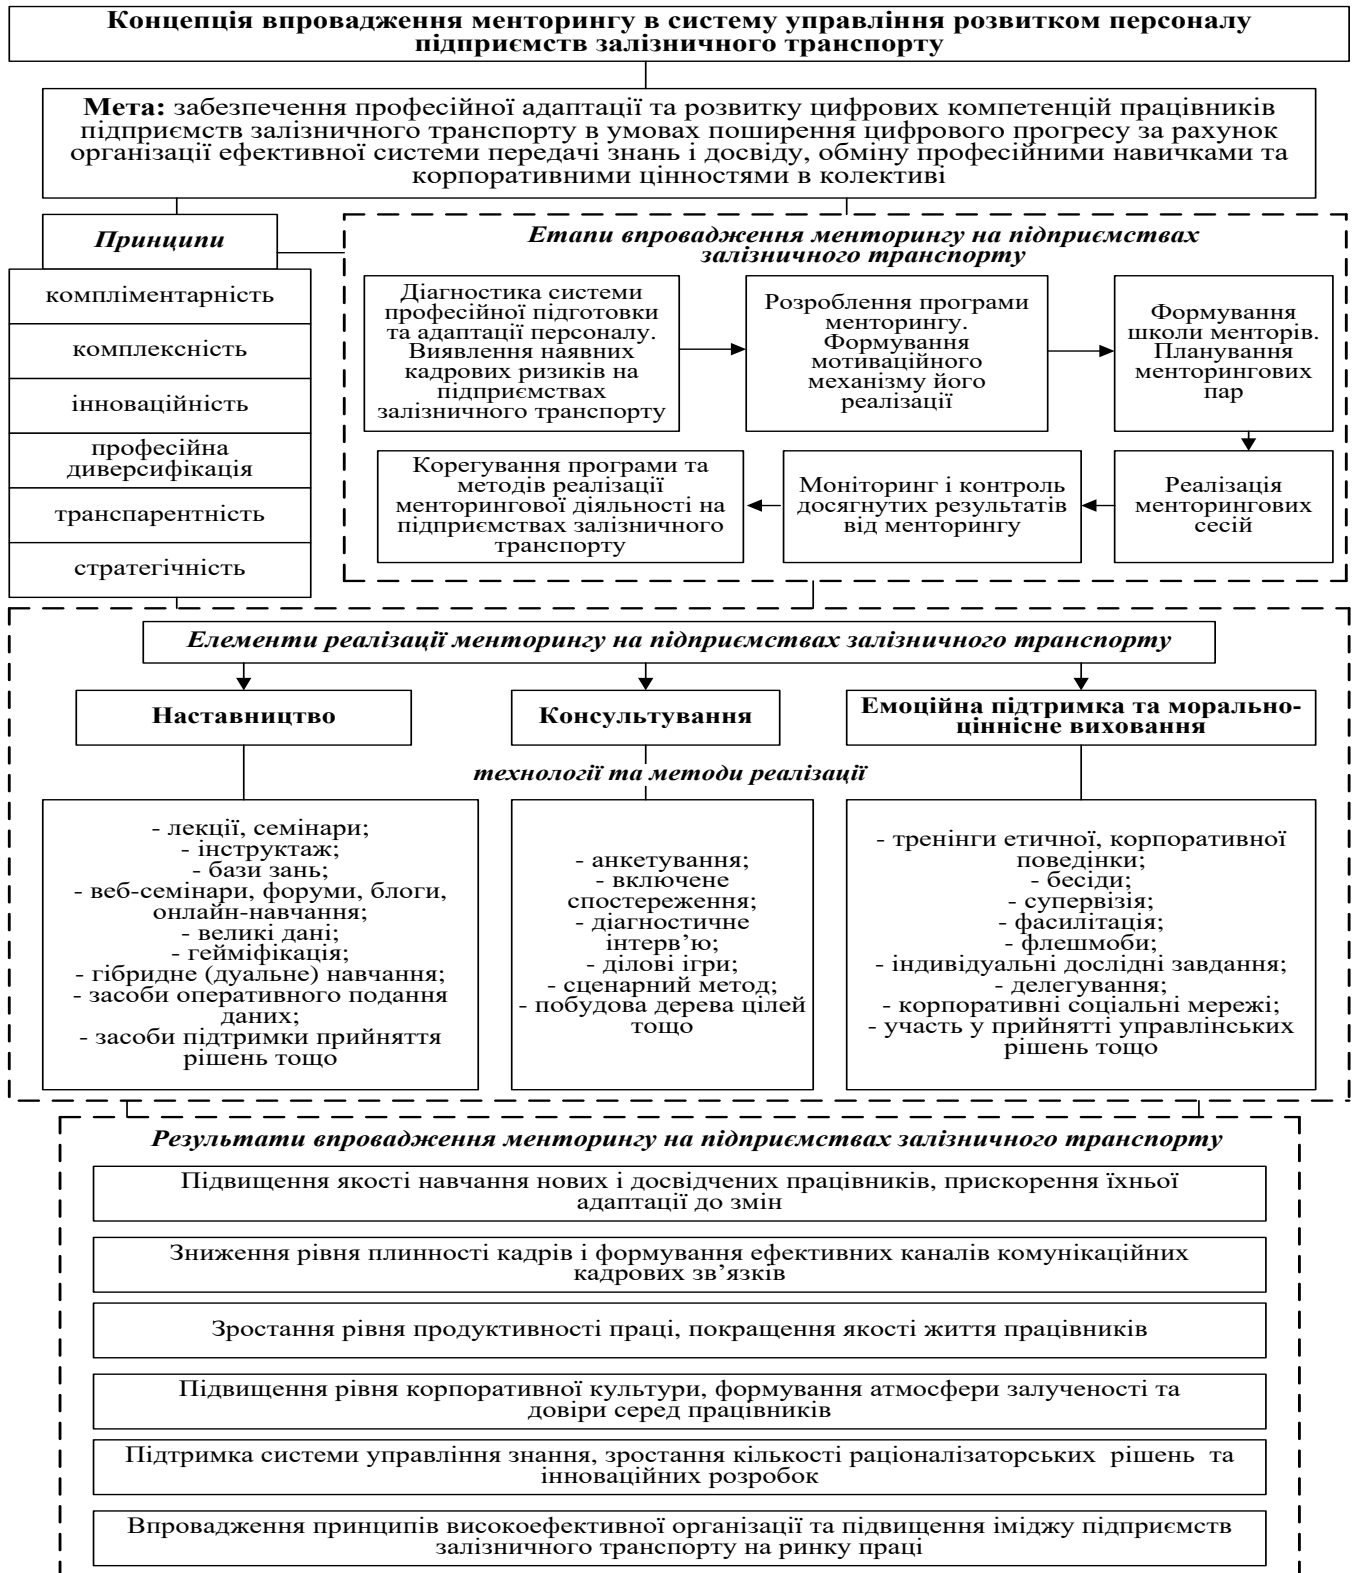 Концепція впровадження менторингу в систему управління розвитком персоналу
підприємств залізничного транспорту
Мета: забезпечення професійної адаптації та розвитку цифрових компетенцій працівників
підприємств залізничного транспорту в умовах поширення цифрового прогресу за рахунок
організації ефективної системи передачі знань і досвіду, обміну професійними навичками та
корпоративними цінностями в колективі
Принципи
компліментарність
комплексність
інноваційність
професійна
диверсифікація
транспарентність
стратегічність
Етапи впровадження менторингу на підприємствах
залізничного транспорту
Діагностика системи
професійної підготовки
та адаптації персоналу.
Виявлення наявних
кадрових ризиків на
підприємствах
залізничного транспорту
Розроблення програми
менторингу.
Формування
мотиваційного
механізму його
реалізації
Формування
школи менторів.
Планування
менторингових
пар
Реалізація
менторингових
сесій
Моніторинг і контроль
досягнутих результатів
від менторингу
Корегування програми та
методів реалізації
менторингової діяльності на
підприємствах залізничного
транспорту
Елементи реалізації менторингу на підприємствах залізничного транспорту
Наставництво
Консультування
Емоційна підтримка та морально-
ціннісне виховання
технології та методи реалізації
- лекції, семінари;
- інструктаж;
- бази зань;
- веб-семінари, форуми, блоги,
онлайн-навчання;
- великі дані;
- гейміфікація;
- гібридне (дуальне) навчання;
- засоби оперативного подання
даних;
- засоби підтримки прийняття
рішень тощо
- анкетування;
- включене
спостереження;
- діагностичне
інтерв’ю;
- ділові ігри;
- сценарний метод;
- побудова дерева цілей
тощо
- тренінги етичної, корпоративної
поведінки;
- бесіди;
- супервізія;
- фасилітація;
- флешмоби;
- індивідуальні дослідні завдання;
- делегування;
- корпоративні соціальні мережі;
- участь у прийнятті управлінських
рішень тощо
Результати впровадження менторингу на підприємствах залізничного транспорту
Підвищення якості навчання нових і досвідчених працівників, прискорення їхньої
адаптації до змін
Зниження рівня плинності кадрів і формування ефективних каналів комунікаційних
кадрових зв’язків
Зростання рівня продуктивності праці, покращення якості життя працівників
Підвищення рівня корпоративної культури, формування атмосфери залученості та
довіри серед працівників
Підтримка системи управління знання, зростання кількості раціоналізаторських рішень та
інноваційних розробок
Впровадження принципів високоефективної організації та підвищення іміджу підприємств
залізничного транспорту на ринку праці